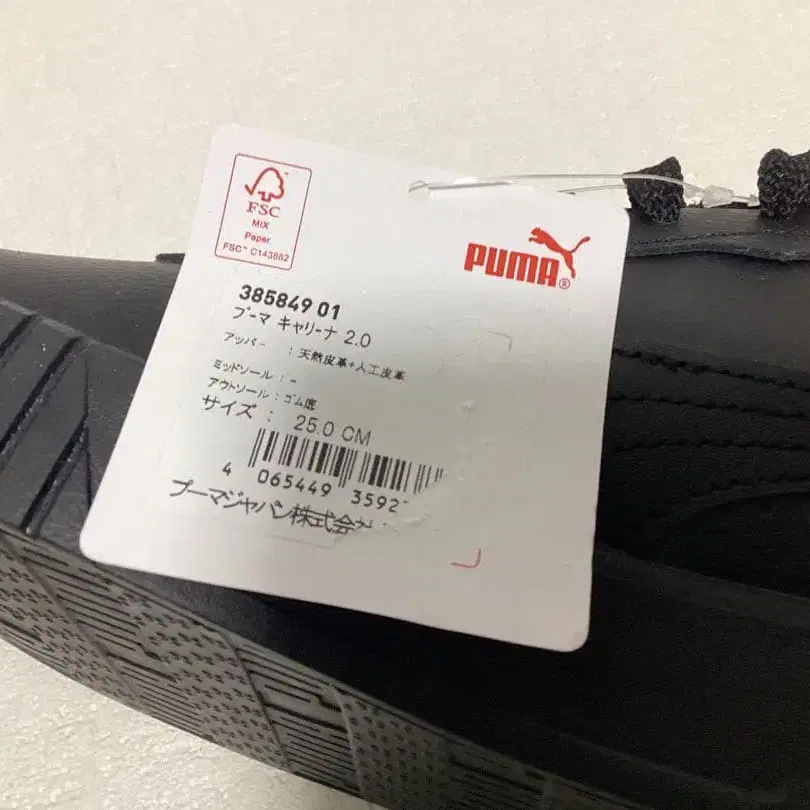 FSC
MIX
Paper
FSC™ C143882
PUMA®
385849 01
プーマ キャリーナ 2.0
アッパー : 天然皮革+人工皮革
ミッドソール : -
アウトソール : ゴム底
サイズ : 25.0 CM
4 065449 3592
プーマジャパン株式会